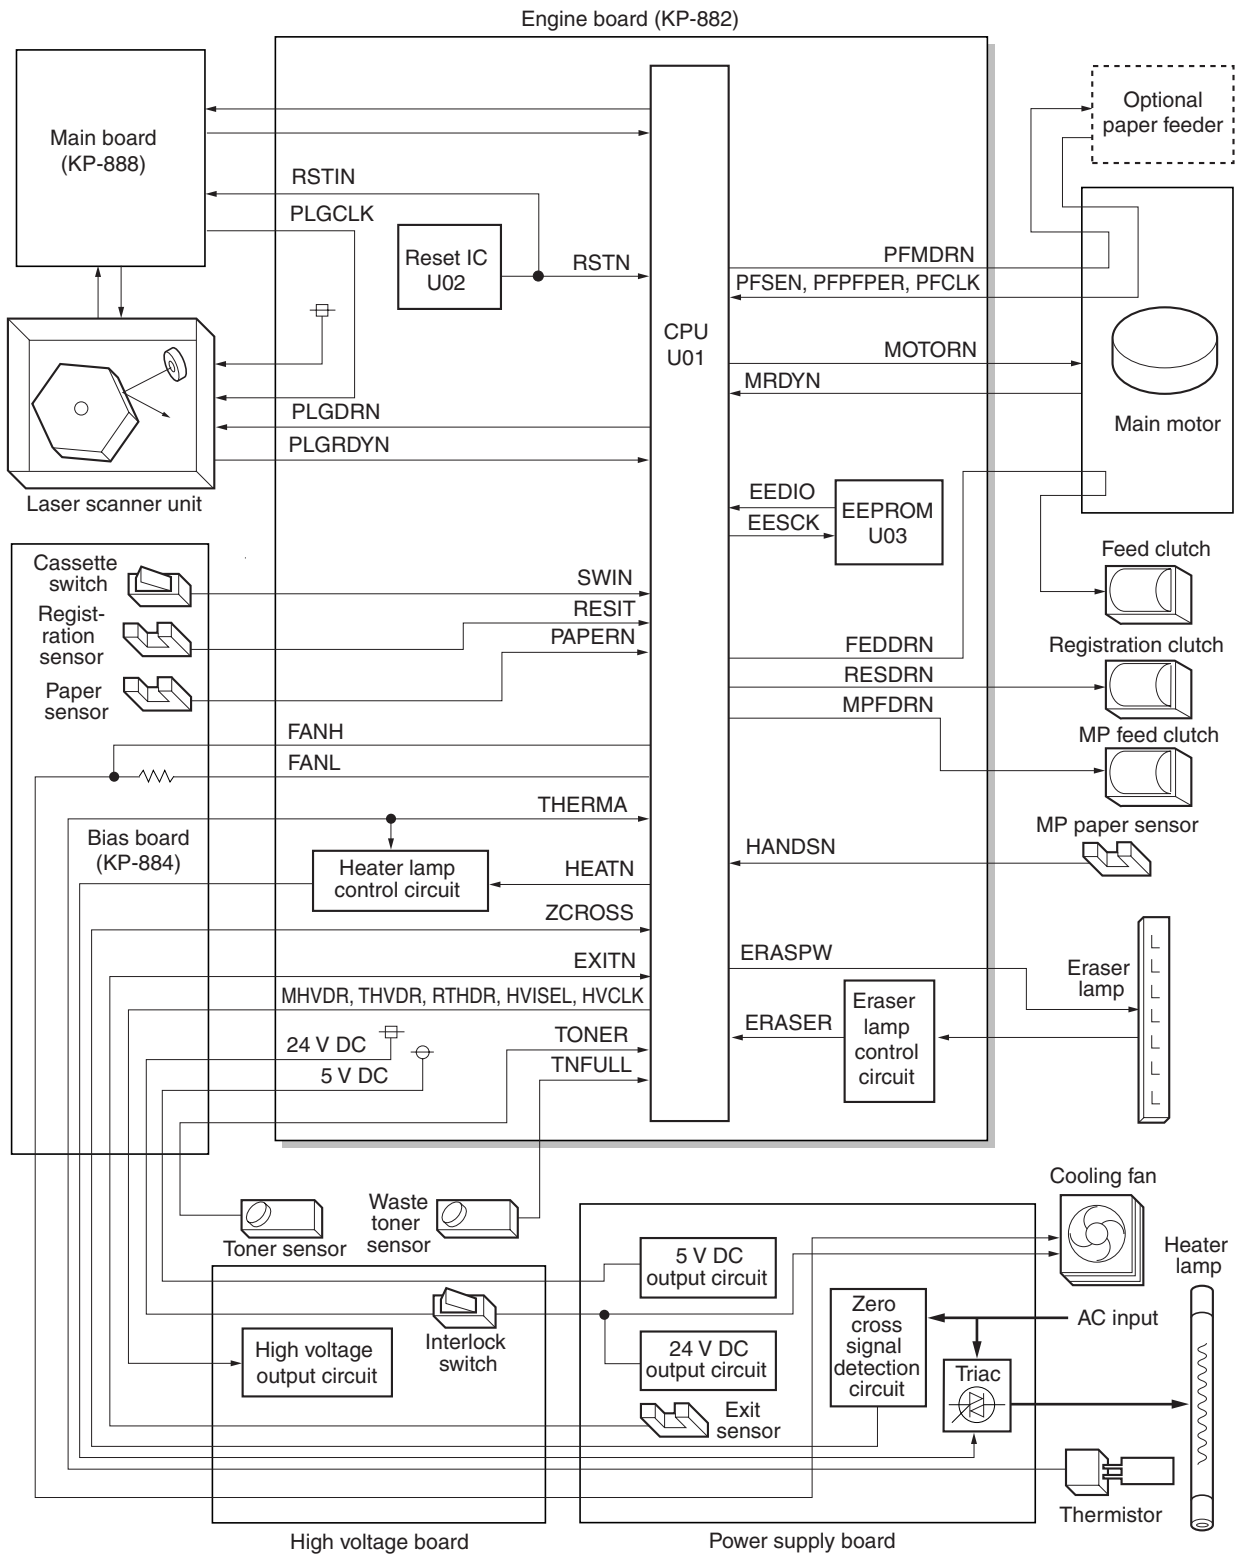 Engine board (KP-882)
Main board
(KP-888)
Optional
paper feeder
RSTIN
PLGCLK
Reset IC
U02
RSTN
PFMDRN
PFSEN, PFPFPER, PFCLK
CPU
U01
MOTORN
MRDYN
Main motor
PLGDRN
PLGRDYN
Laser scanner unit
EEDIO
EESCK
EEPROM
U03
Cassette
switch
Regist-
ration
sensor
Paper
sensor
SWIN
RESIT
PAPERN
Feed clutch
FEDDRN
Registration clutch
RESDRN
MPFDRN
MP feed clutch
FANH
FANL
THERMA
MP paper sensor
Bias board
(KP-884)
Heater lamp
control circuit
HEATN
HANDSN
ZCROSS
EXITN
ERASPW
Eraser
lamp
MHVDR, THVDR, RTHDR, HVISEL, HVCLK
ERASER
Eraser
lamp
control
circuit
24 V DC
5 V DC
TONER
TNFULL
Toner sensor
Waste
toner
sensor
Cooling fan
Heater
lamp
5 V DC
output circuit
Interlock
switch
High voltage
output circuit
24 V DC
output circuit
Zero
cross
signal
detection
circuit
AC input
Triac
Exit
sensor
Thermistor
High voltage board
Power supply board